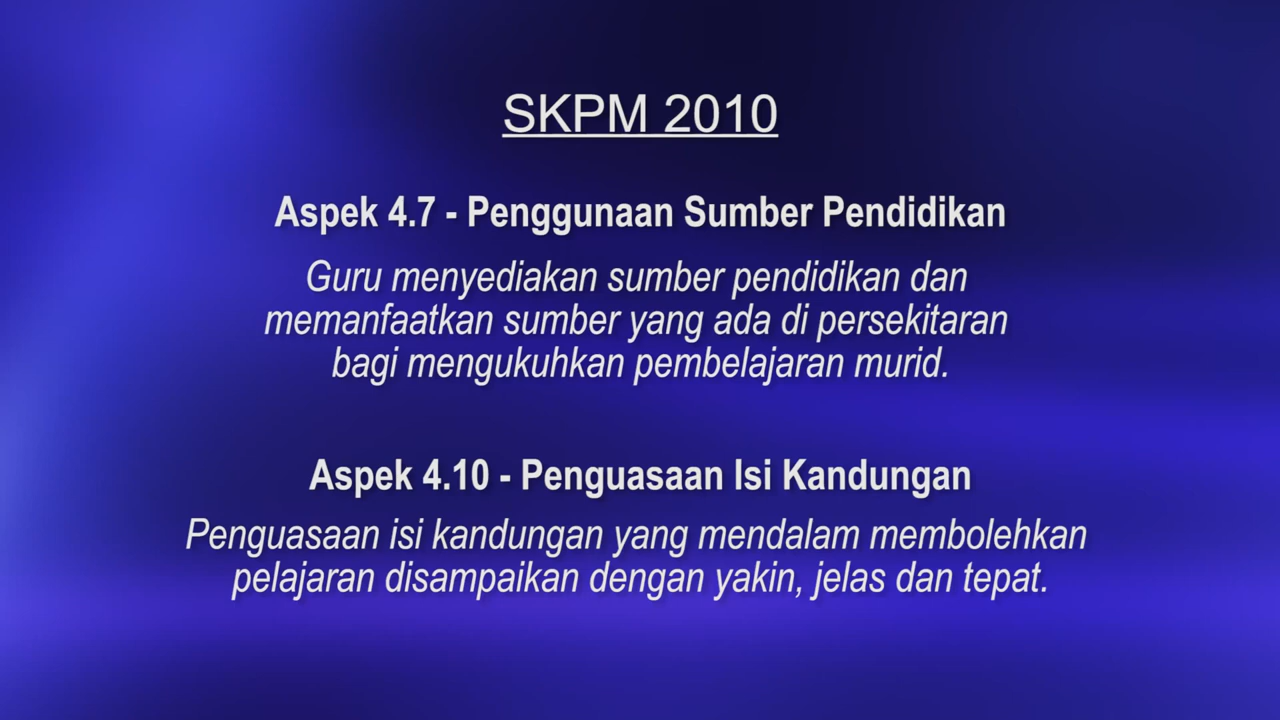 SKPM 2010
Aspek 4.7 - Penggunaan Sumber Pendidikan
Guru menyediakan sumber pendidikan dan
memanfaatkan sumber yang ada di persekitaran
bagi mengukuhkan pembelajaran murid.
Aspek 4.10 - Penguasaan Isi Kandungan
Penguasaan isi kandungan yang mendalam membolehkan
pelajaran disampaikan dengan yakin, jelas dan tepat.